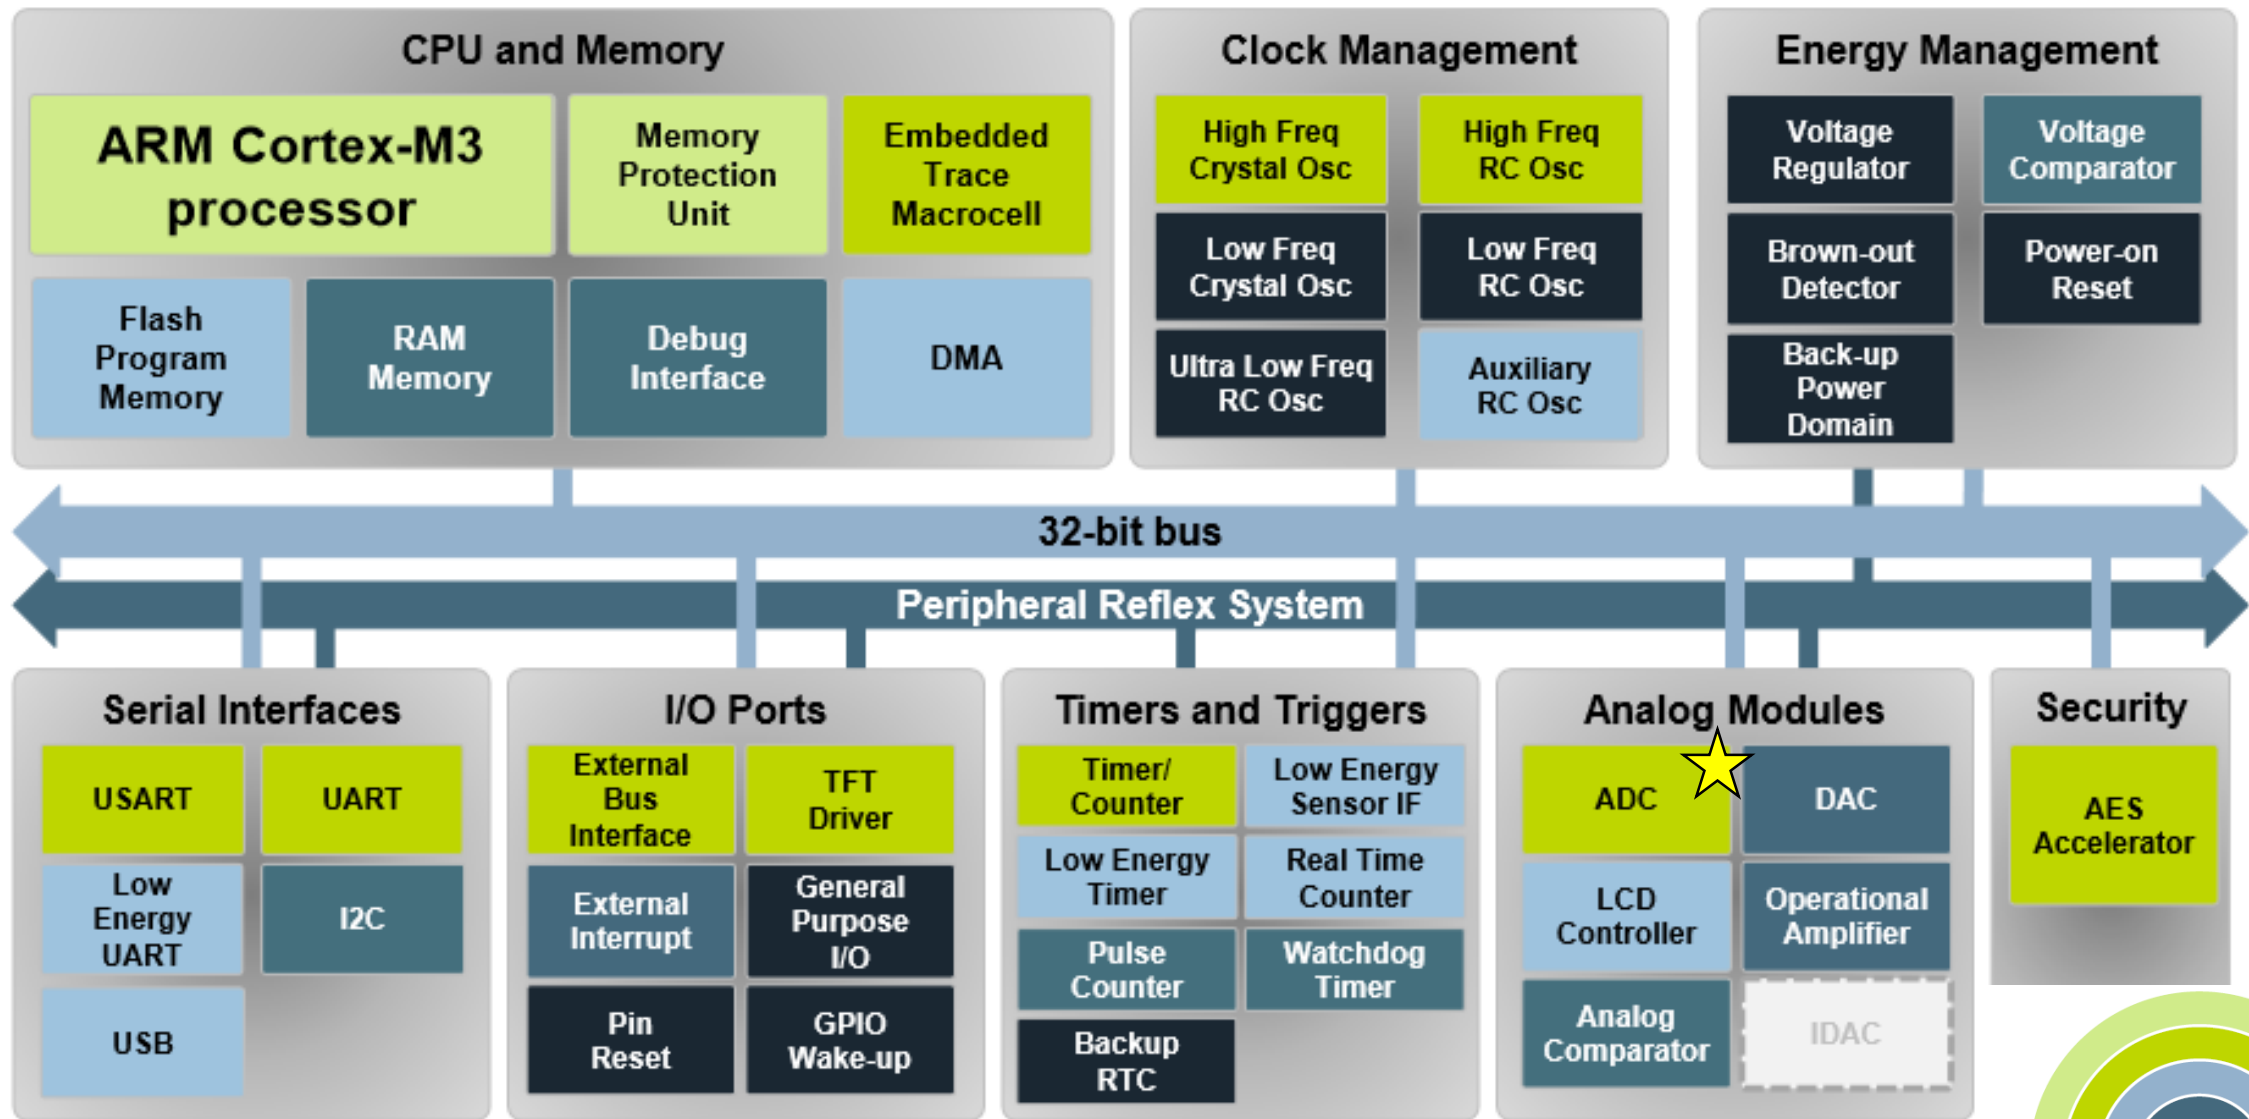 CPU and Memory
ARM Cortex-M3
processor
Memory
Protection
Unit
Embedded
Trace
Macrocell
Flash
Program
Memory
RAM
Memory
Debug
Interface
DMA
Clock Management
High Freq
Crystal Osc
High Freq
RC Osc
Low Freq
Crystal Osc
Low Freq
RC Osc
Ultra Low Freq
RC Osc
Auxiliary
RC Osc
Energy Management
Voltage
Regulator
Voltage
Comparator
Brown-out
Detector
Power-on
Reset
Back-up
Power
Domain
32-bit bus
Peripheral Reflex System
Serial Interfaces
USART
UART
Low
Energy
UART
I2C
USB
I/O Ports
External
Bus
Interface
TFT
Driver
External
Interrupt
General
Purpose
I/O
Pin
Reset
GPIO
Wake-up
Timers and Triggers
Timer/
Counter
Low Energy
Sensor IF
Low Energy
Timer
Real Time
Counter
Pulse
Counter
Watchdog
Timer
Backup
RTC
Analog Modules
ADC
DAC
LCD
Controller
Operational
Amplifier
Analog
Comparator
IDAC
Security
AES
Accelerator